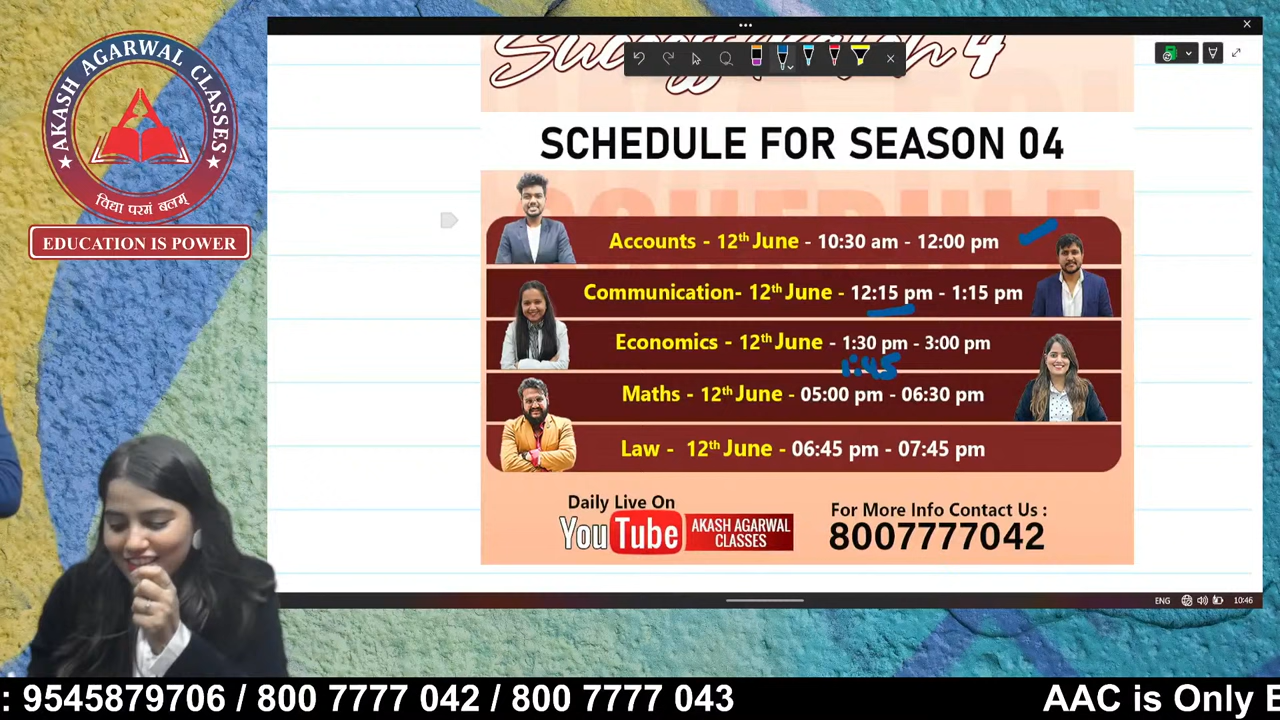 AKASH AGARWAL CLASSES
विद्या परमं बलम्
EDUCATION IS POWER
4
SCHEDULE FOR SEASON 04
Accounts - 12th June - 10:30 am - 12:00 pm
Communication- 12th June - 12:15 pm - 1:15 pm
Economics - 12th June - 1:30 pm - 3:00 pm
1:45
Maths - 12th June - 05:00 pm - 06:30 pm
Law - 12th June - 06:45 pm - 07:45 pm
Daily Live On
YouTube
AKASH AGARWAL
CLASSES
For More Info Contact Us :
8007777042
ENG
10:46
: 9545879706 / 800 7777 042 / 800 7777 043
AAC is Only